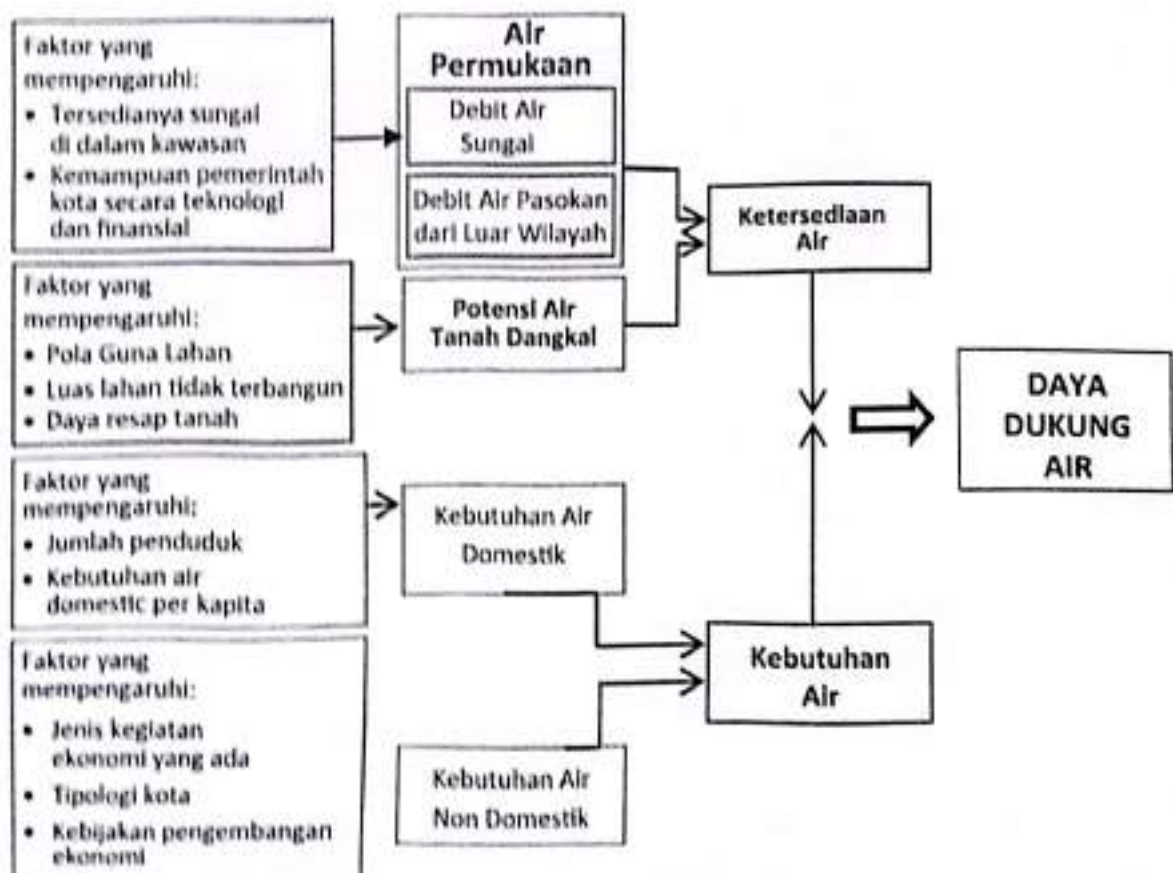 Faktor yang
mempengaruhi:
• Tersedianya sungai
di dalam kawasan
• Kemampuan pemerintah
kota secara teknologi
dan finansial
Air
Permukaan
Debit Air
Sungai
Debit Air Pasokan
dari Luar Wilayah
Ketersediaan
Air
Faktor yang
mempengaruhi:
• Pola Guna Lahan
• Luas lahan tidak terbangun
• Daya resap tanah
Potensi Air
Tanah Dangkal
DAYA
DUKUNG
AIR
Faktor yang
mempengaruhi:
• Jumlah penduduk
• Kebutuhan air
domestic per kapita
Kebutuhan Air
Domestik
Kebutuhan
Air
Faktor yang
mempengaruhi:
• Jenis kegiatan
ekonomi yang ada
• Tipologi kota
• Kebijakan pengembangan
ekonomi
Kebutuhan Air
Non Domestik